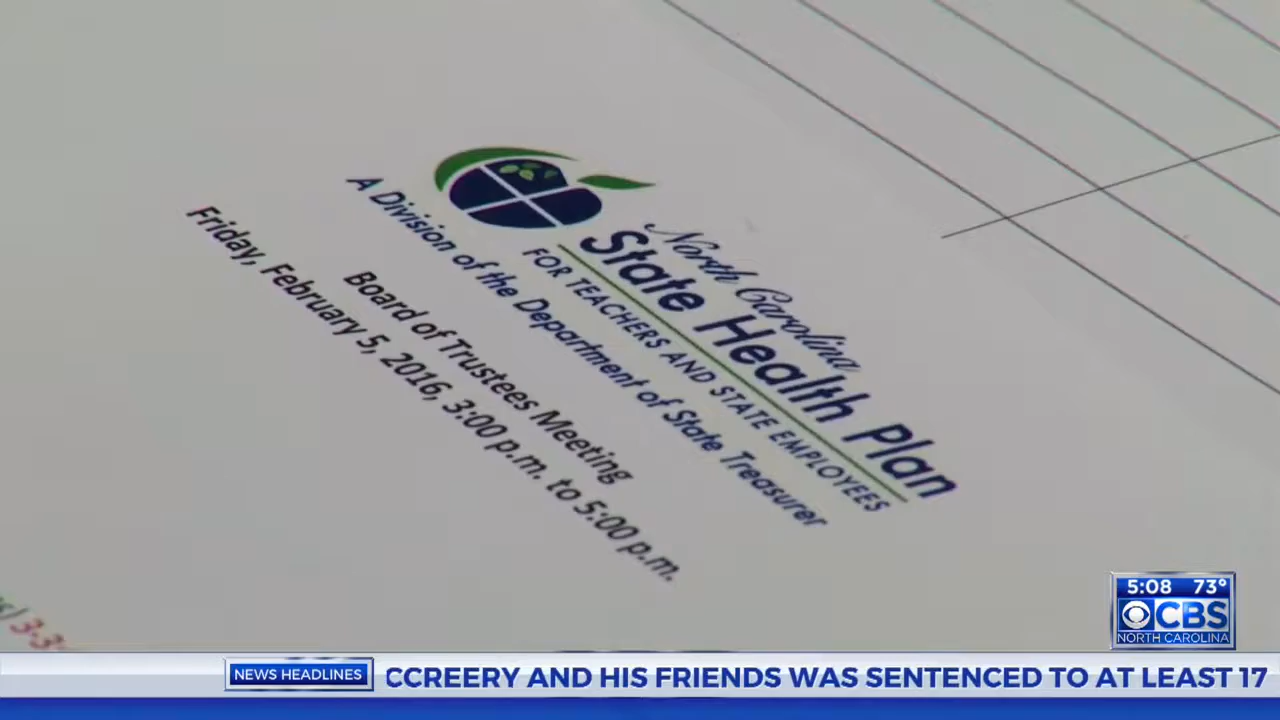 North Carolina
State Health Plan
FOR TEACHERS AND STATE EMPLOYEES
A Division of the Department of State Treasurer
Board of Trustees Meeting
Friday, February 5, 2016, 3:00 p.m. to 5:00 p.m.
5:08 73°
CBS
NORTH CAROLINA
NEWS HEADLINES CCREERY AND HIS FRIENDS WAS SENTENCED TO AT LEAST 17